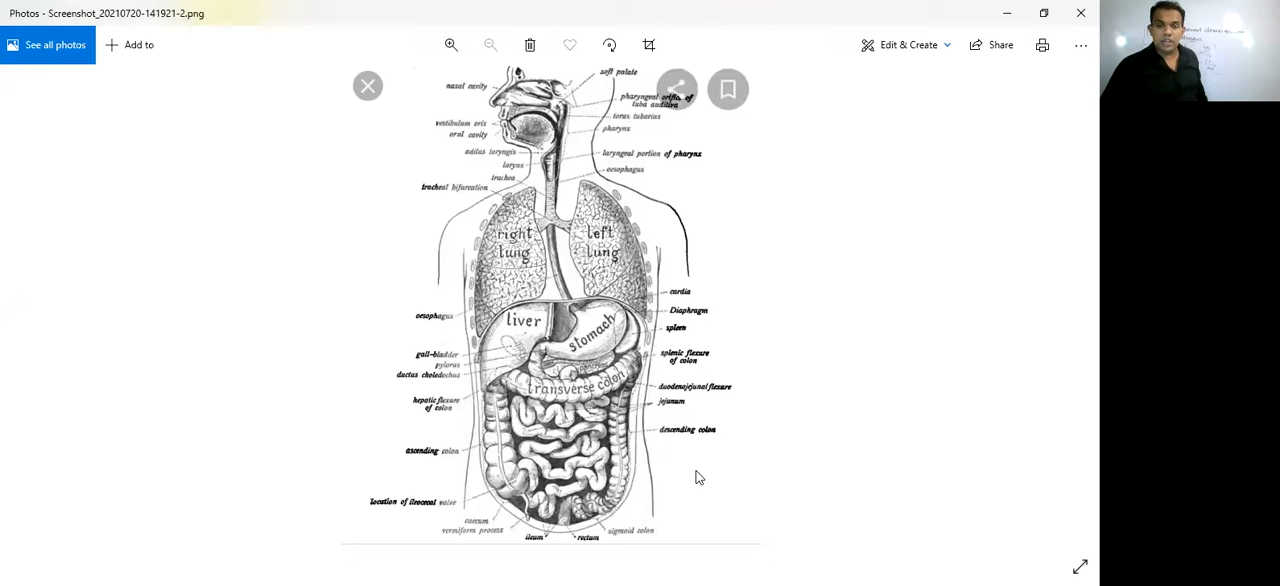 Photos - Screenshot_20210720-141921-2.png
See all photos
Add to
Edit & Create
Share
soft palate
nasal cavity
pharyngeal orific of
tuba auditiva
torus tubarius
vestibulum oris
oral cavity
pharynx
aditus laryngis
laryngeal portion of pharynx
larynx
oesophagus
trachea
tracheal bifurcation
right
lung
left
lung
cardia
Diaphragm
oesophagus
liver
stomach
spleen
gall-bladder
splenic flexure
of colon
pylorus
pancreas
ductus choledochus
transverse colon
duodenojejunal flexure
hepatic flexure
of colon
jejunum
descending colon
ascending colon
location of ileocecal valve
caecum
vermiform process
sigmoid colon
ileum
rectum